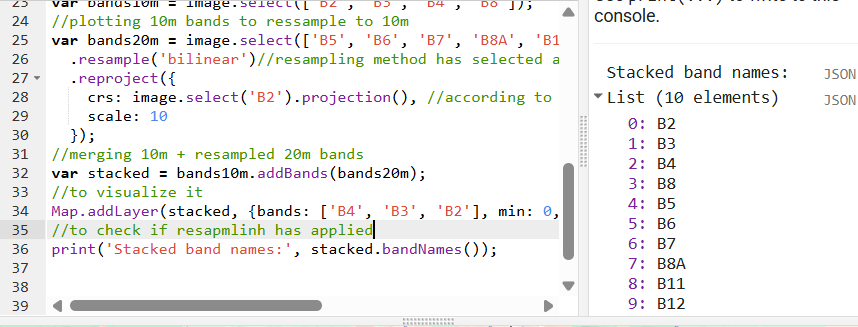 23 var bands10m = image.select(['B2', 'B3', 'B4', 'B8']);
24 //plotting 10m bands to ressample to 10m
25 var bands20m = image.select(['B5', 'B6', 'B7', 'B8A', 'B1
26 .resample('bilinear')//resampling method has selected a
27 .reproject({
28 crs: image.select('B2').projection(), //according to
29 scale: 10
30 });
31 //merging 10m + resampled 20m bands
32 var stacked = bands10m.addBands(bands20m);
33 //to visualize it
34 Map.addLayer(stacked, {bands: ['B4', 'B3', 'B2'], min: 0,
35 //to check if resapmlinh has applied
36 print('Stacked band names:', stacked.bandNames());
37
38
39
console.
Stacked band names: JSON
List (10 elements) JSON
0: B2
1: B3
2: B4
3: B8
4: B5
5: B6
6: B7
7: B8A
8: B11
9: B12